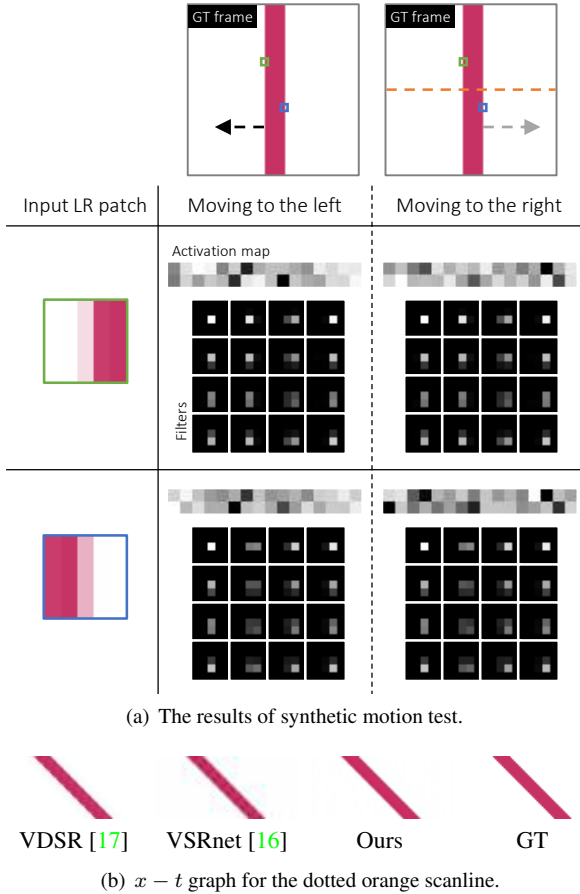 GT frame
GT frame
Input LR patch
Moving to the left
Moving to the right
Activation map
Filters
(a) The results of synthetic motion test.
VDSR [17]
VSRnet [16]
Ours
GT
(b) x − t graph for the dotted orange scanline.